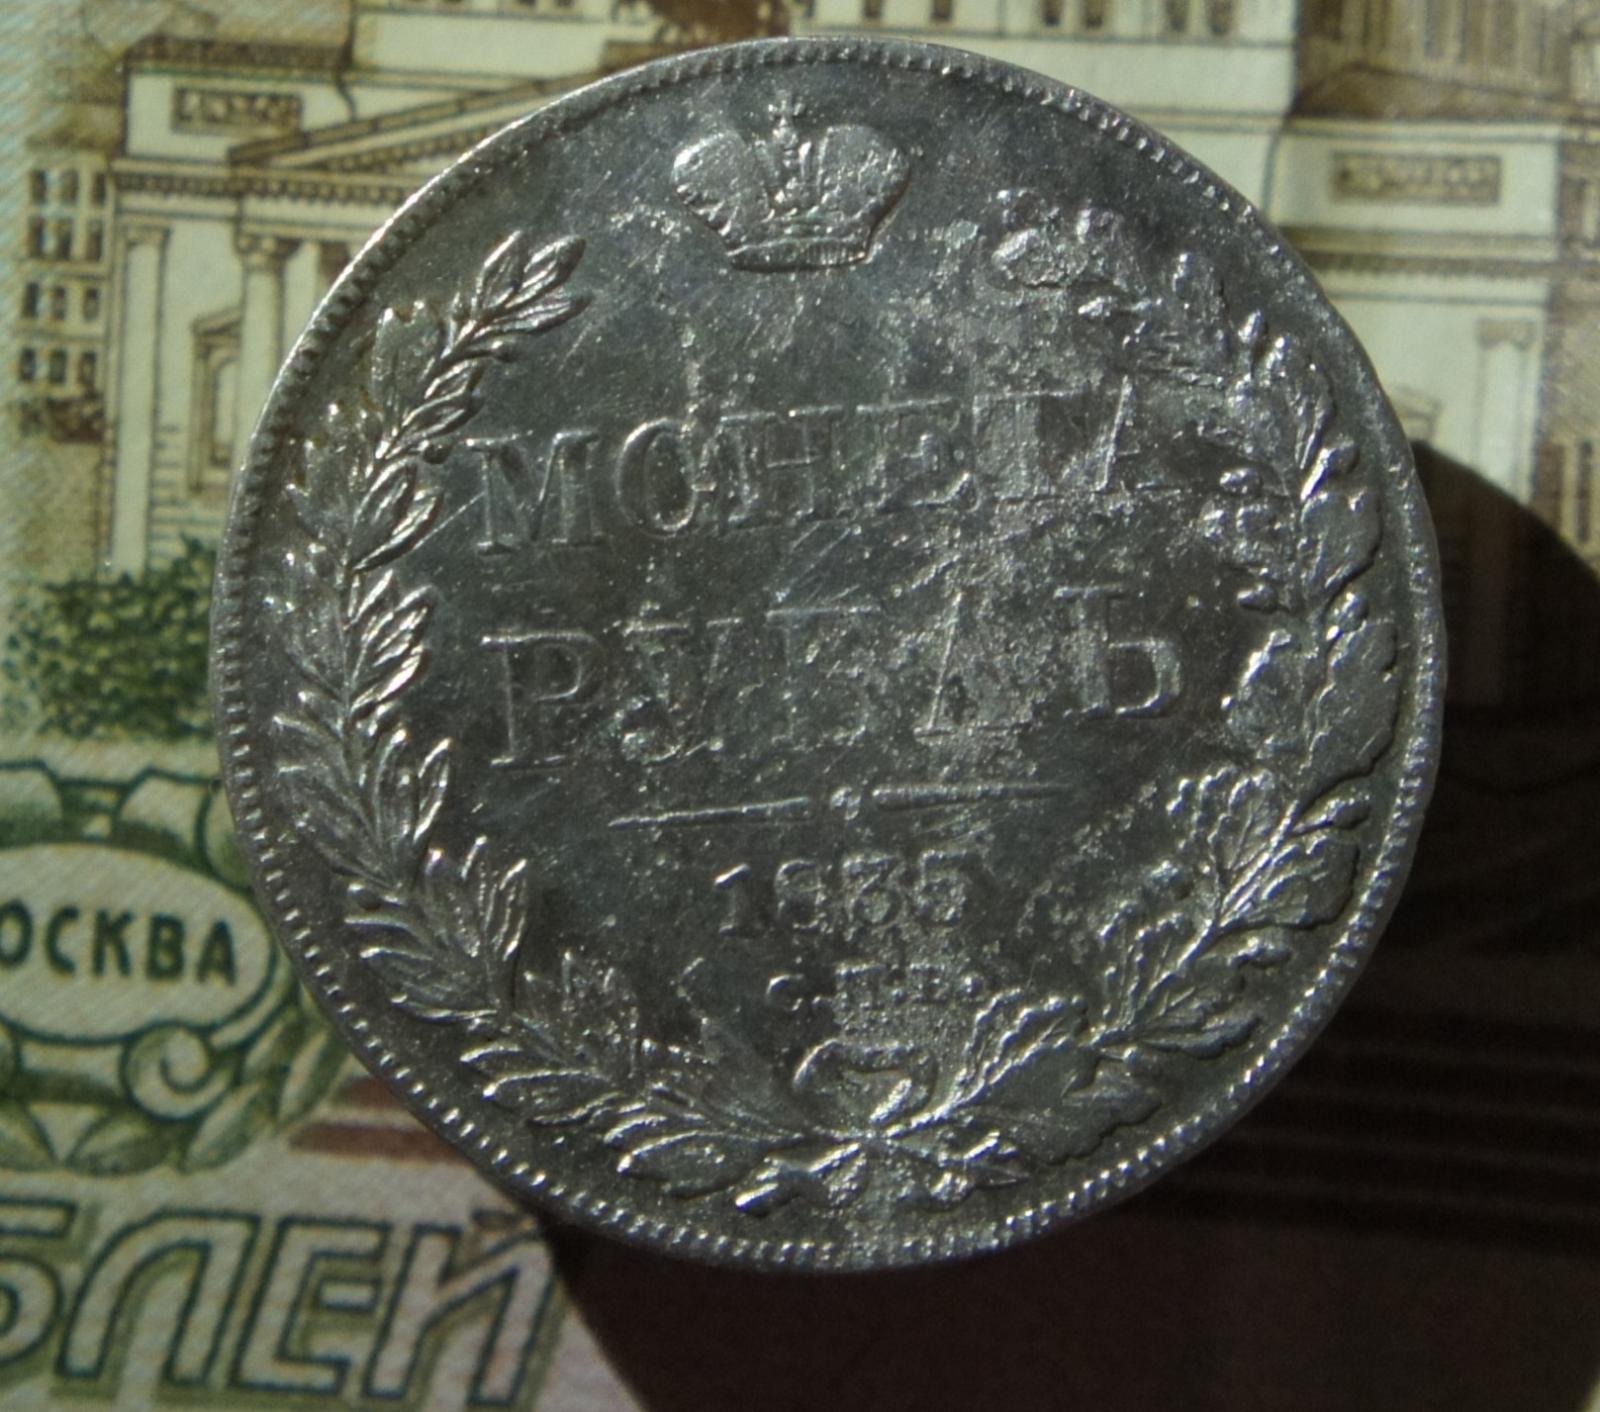 МОНЕТА
РУБЛЬ
1835
С.П.Б.
ОСКВА
БЛЕЙ